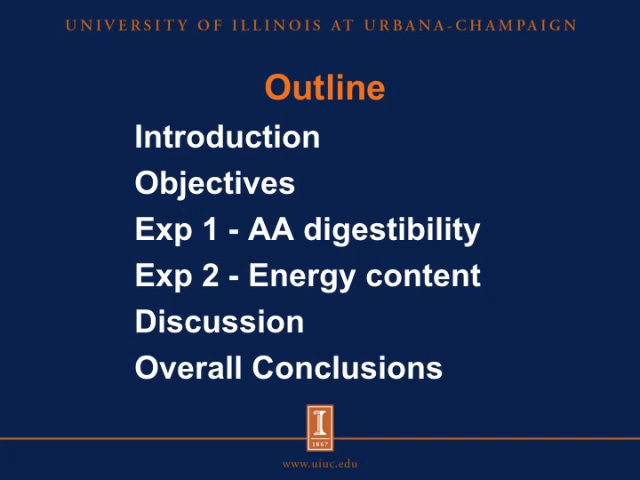 UNIVERSITY OF ILLINOIS AT URBANA-CHAMPAIGN
Outline
Introduction
Objectives
Exp 1 - AA digestibility
Exp 2 - Energy content
Discussion
Overall Conclusions
I
1867
www.uiuc.edu